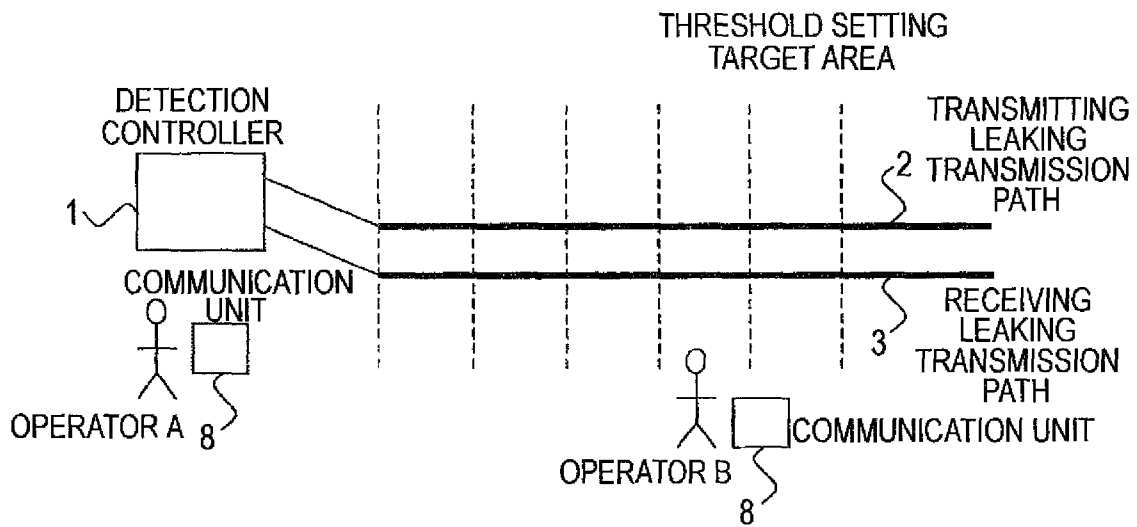 THRESHOLD SETTING
TARGET AREA
DETECTION
CONTROLLER
TRANSMITTING
LEAKING
TRANSMISSION
PATH
2
1
COMMUNICATION
UNIT
RECEIVING
LEAKING
TRANSMISSION
PATH
3
OPERATOR A
8
COMMUNICATION UNIT
OPERATOR B
8